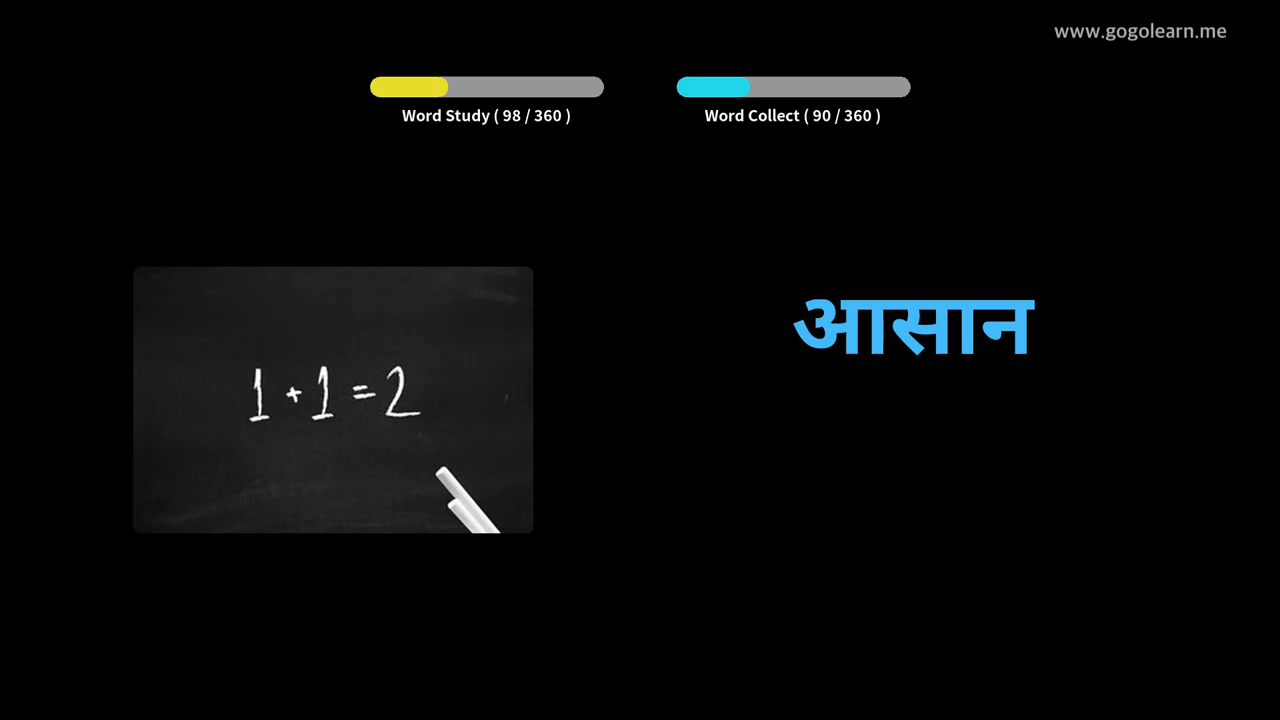 www.gogolearn.me
Word Study ( 98 / 360 )
Word Collect ( 90 / 360 )
1 + 1 = 2
आसान